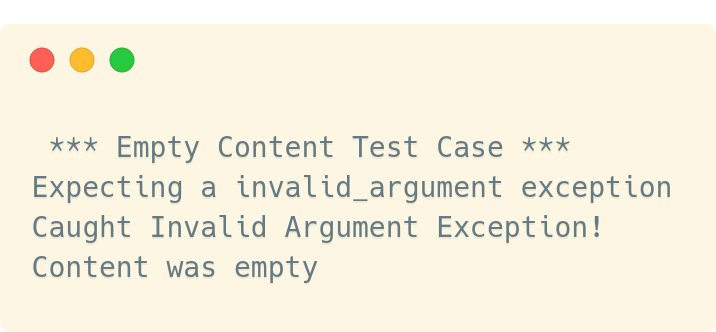 *** Empty Content Test Case ***
Expecting a invalid_argument exception
Caught Invalid Argument Exception!
Content was empty